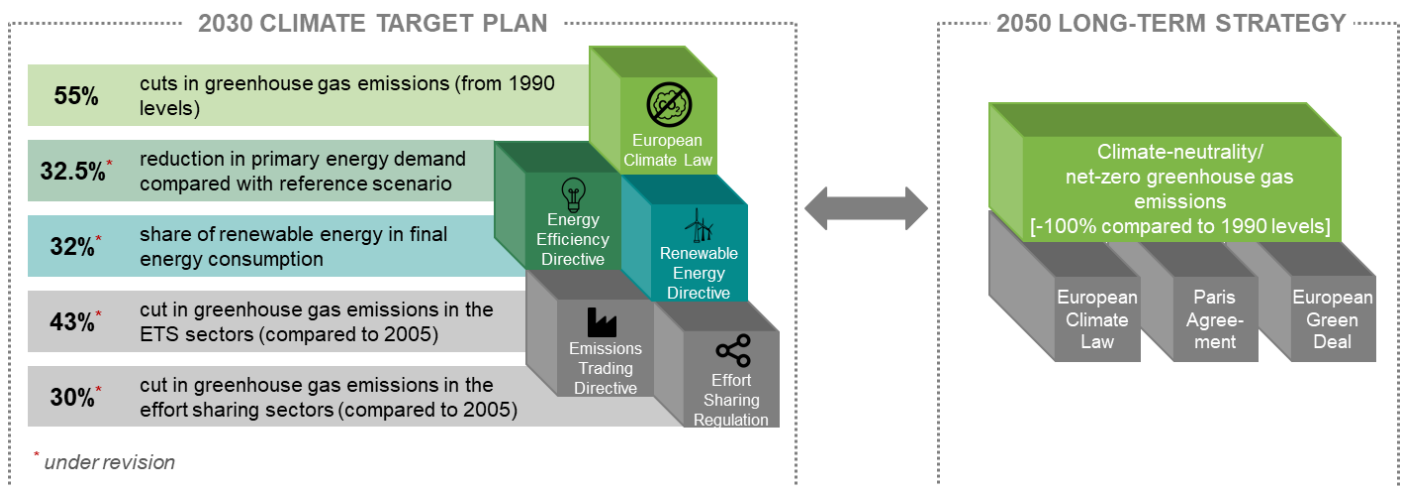 2030 CLIMATE TARGET PLAN
55%
cuts in greenhouse gas emissions (from 1990
levels)
CO₂
European
Climate Law
32.5%*
reduction in primary energy demand
compared with reference scenario
Energy
Efficiency
Directive
32%*
share of renewable energy in final
energy consumption
Renewable
Energy
Directive
43%*
cut in greenhouse gas emissions in the
ETS sectors (compared to 2005)
Emissions
Trading
Directive
30%*
cut in greenhouse gas emissions in the
effort sharing sectors (compared to 2005)
Effort
Sharing
Regulation
* under revision
2050 LONG-TERM STRATEGY
Climate-neutrality/
net-zero greenhouse gas
emissions
[-100% compared to 1990 levels]
European
Climate
Law
Paris
Agree-
ment
European
Green
Deal